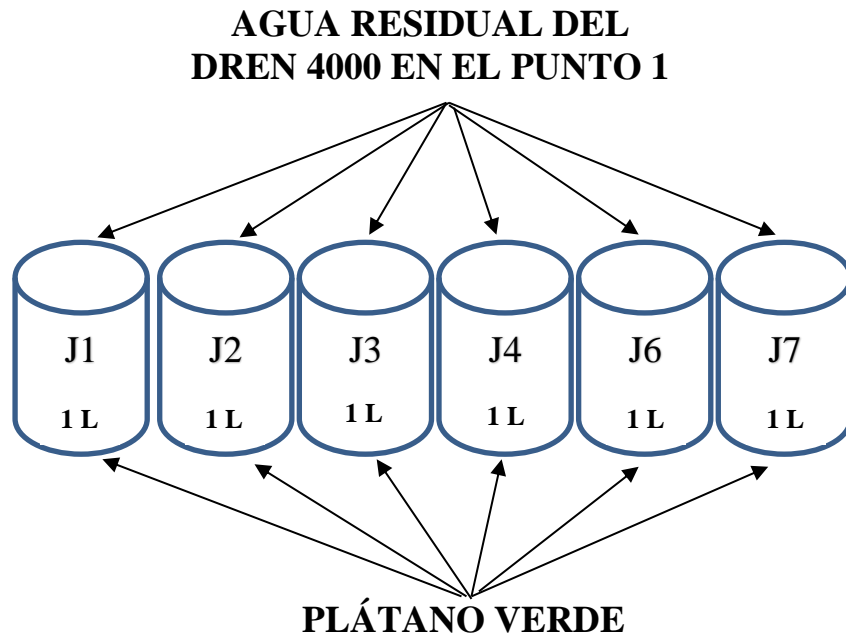 AGUA RESIDUAL DEL
DREN 4000 EN EL PUNTO 1
J1 J2 J3 J4 J6 J7
1 L 1 L 1 L 1 L 1 L 1 L
PLÁTANO VERDE